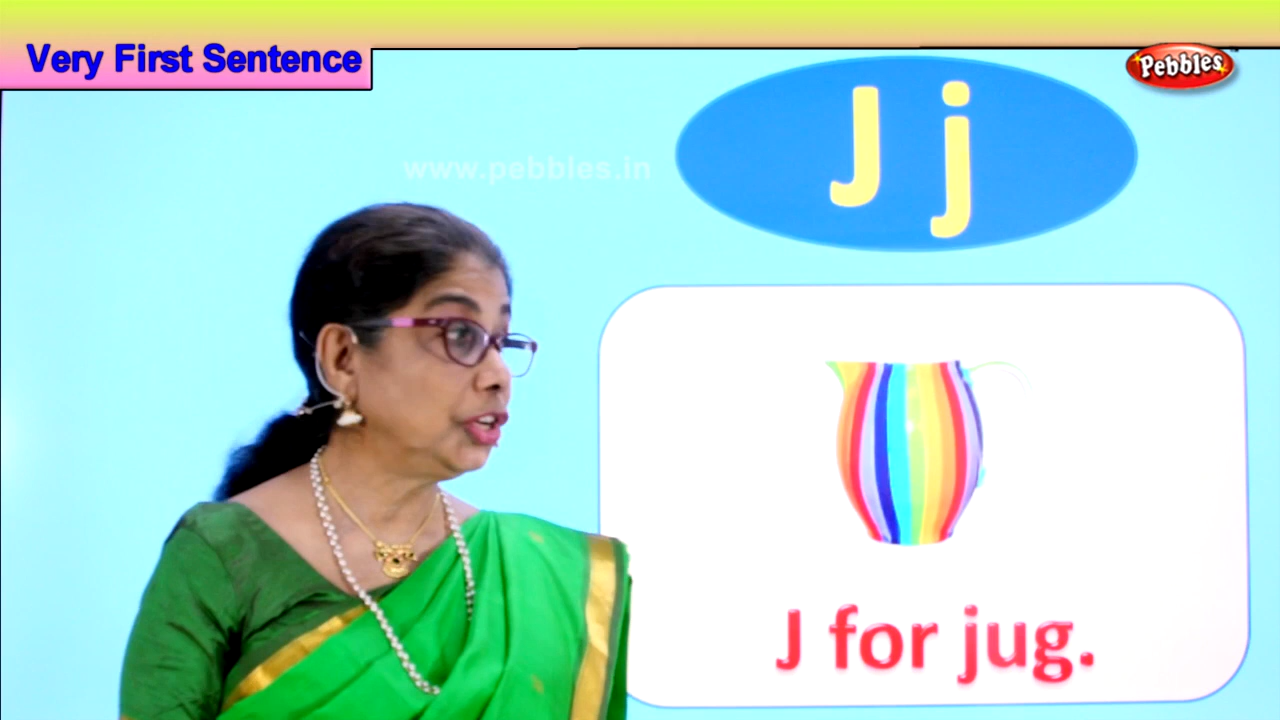 Very First Sentence
Pebbles
J j
www.pebbles.in
J for jug.